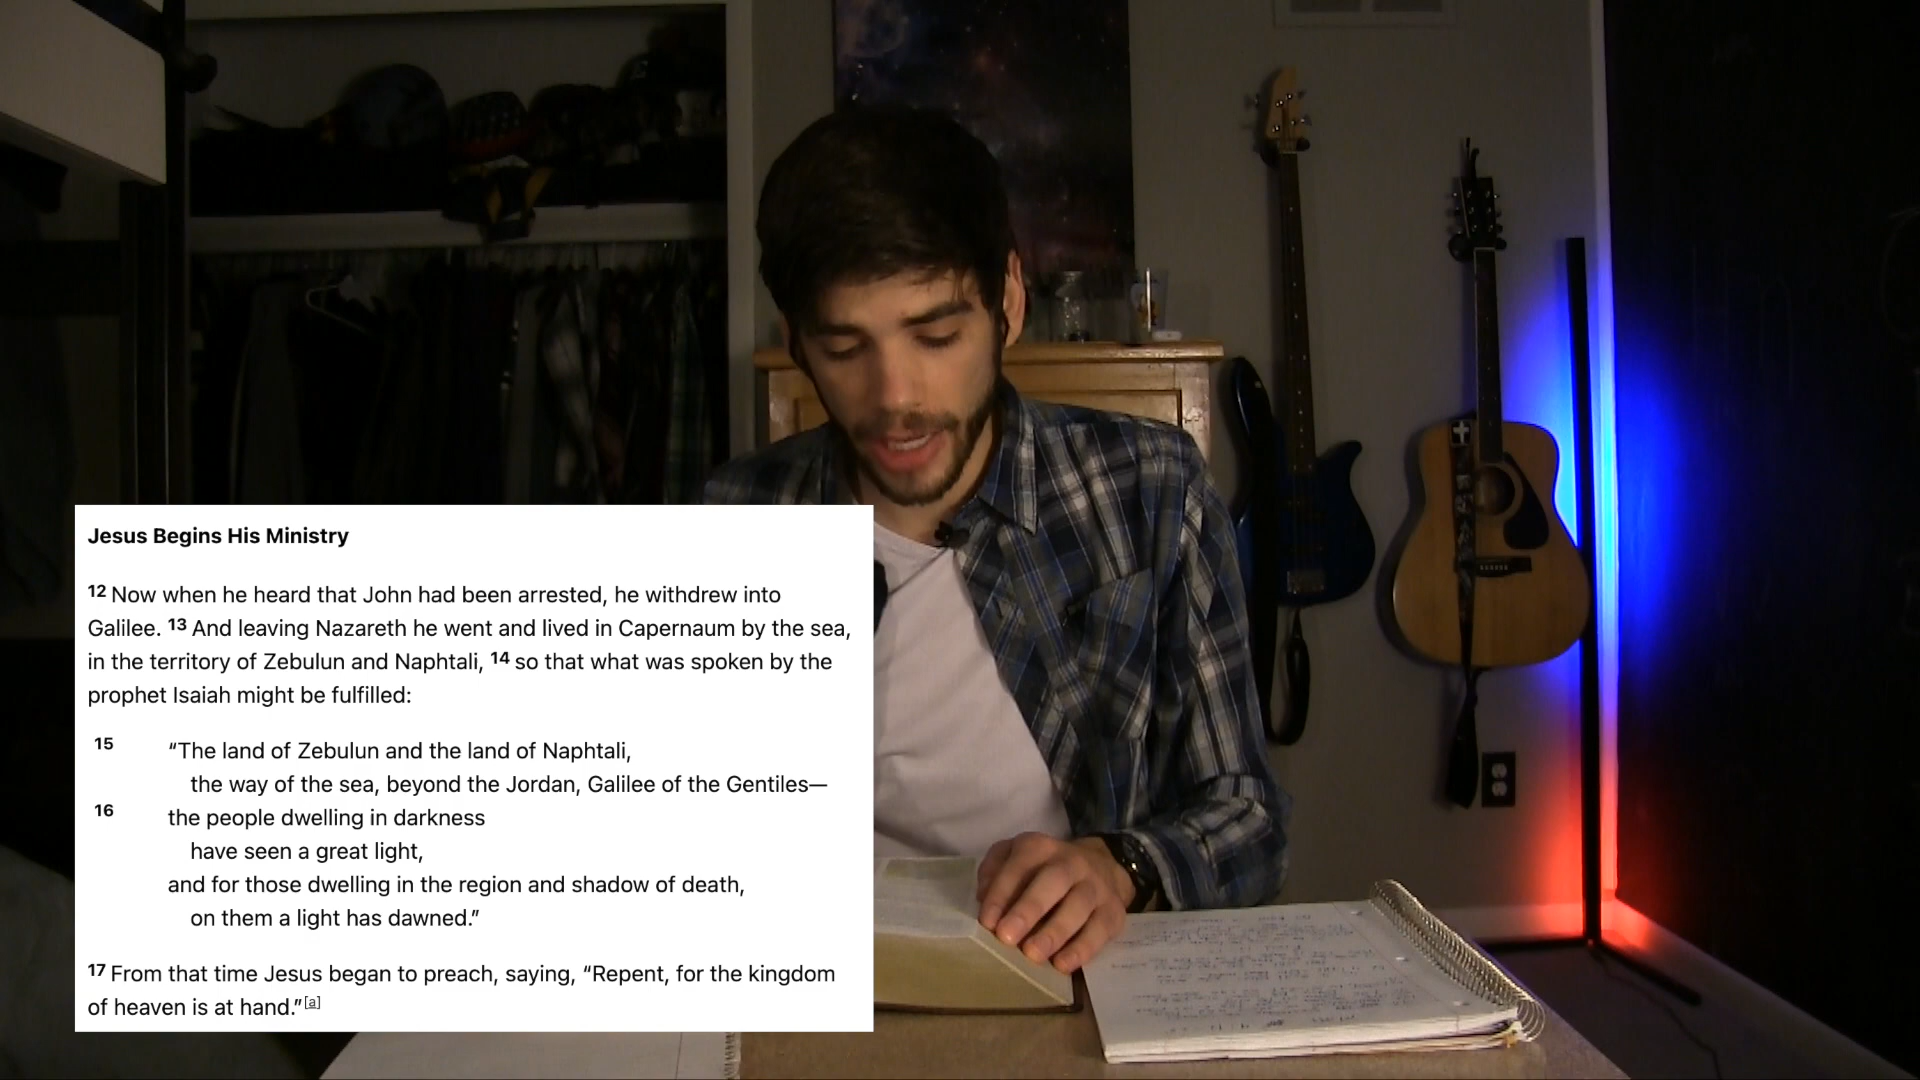 Jesus Begins His Ministry
12 Now when he heard that John had been arrested, he withdrew into
Galilee. 13 And leaving Nazareth he went and lived in Capernaum by the sea,
in the territory of Zebulun and Naphtali, 14 so that what was spoken by the
prophet Isaiah might be fulfilled:
15 “The land of Zebulun and the land of Naphtali,
the way of the sea, beyond the Jordan, Galilee of the Gentiles—
16 the people dwelling in darkness
have seen a great light,
and for those dwelling in the region and shadow of death,
on them a light has dawned.”
17 From that time Jesus began to preach, saying, “Repent, for the kingdom
of heaven is at hand.”[a]